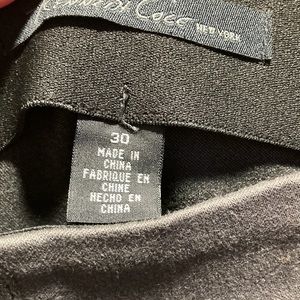 NEW YORK
30
MADE IN
CHINA
FABRIQUE EN
CHINE
HECHO EN
CHINA